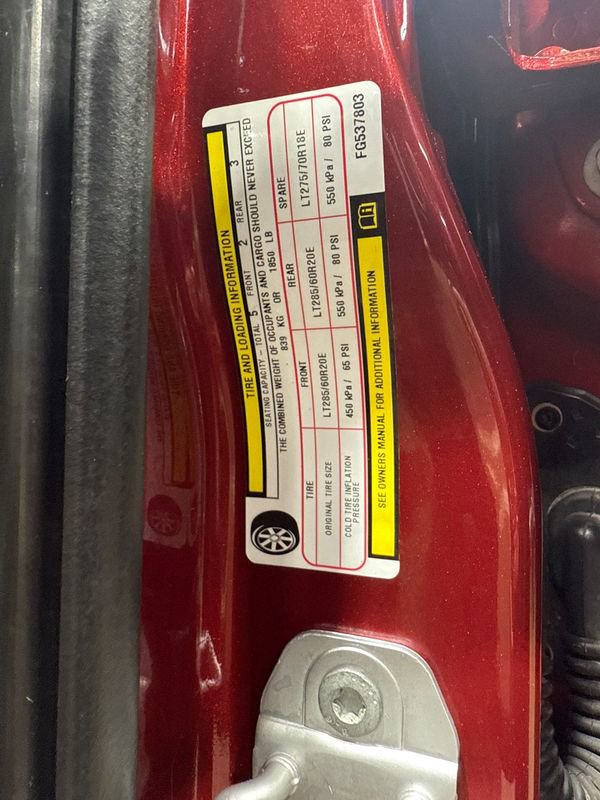 TIRE AND LOADING INFORMATION
SEATING CAPACITY - TOTAL 5 FRONT 2 REAR 3
THE COMBINED WEIGHT OF OCCUPANTS AND CARGO SHOULD NEVER EXCEED
839 KG OR 1850 LB
TIRE FRONT REAR SPARE
ORIGINAL TIRE SIZE LT285/60R20E LT285/60R20E LT275/70R18E
COLD TIRE INFLATION PRESSURE 450 kPa / 65 PSI 550 kPa / 80 PSI 550 kPa / 80 PSI
SEE OWNERS MANUAL FOR ADDITIONAL INFORMATION
FG537803